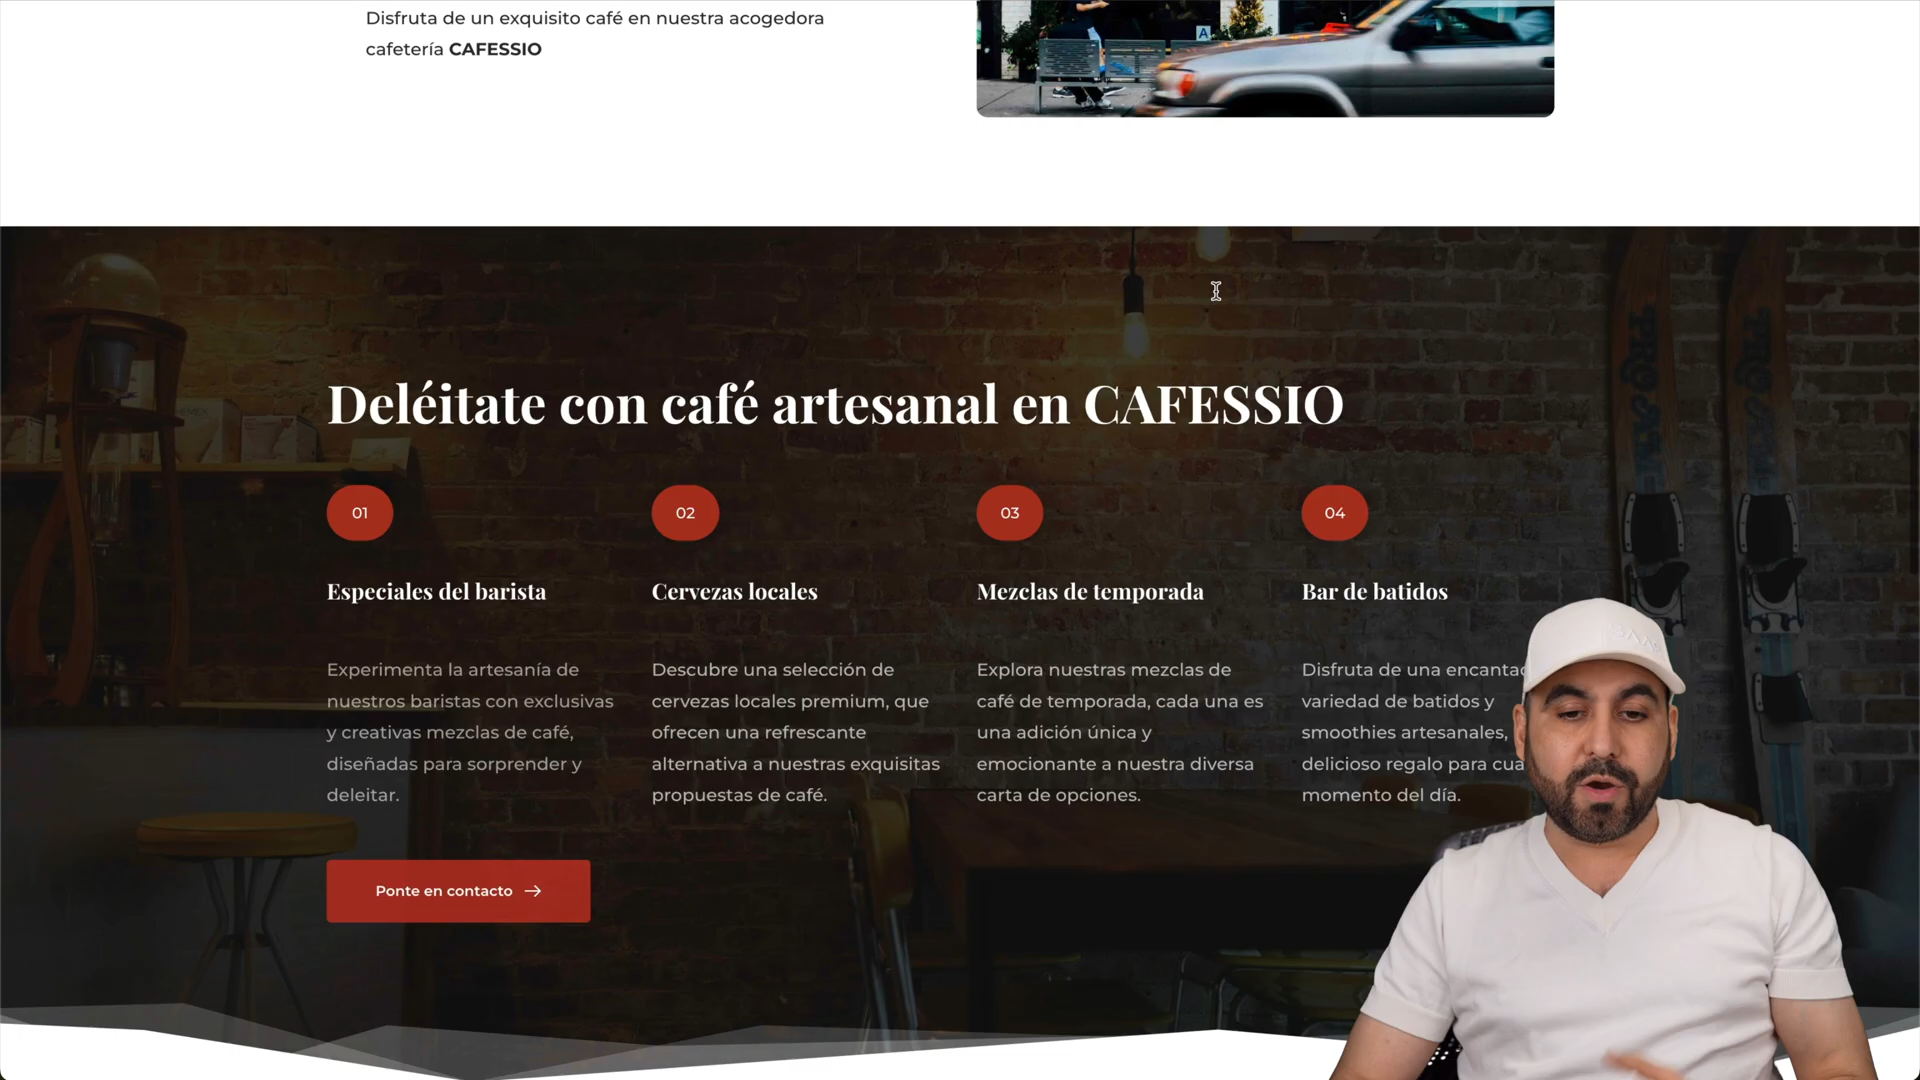 Disfruta de un exquisito café en nuestra acogedora
cafetería CAFESSIO
A
Deléitate con café artesanal en CAFESSIO
01
02
03
04
Especiales del barista
Cervezas locales
Mezclas de temporada
Bar de batidos
Experimenta la artesanía de
nuestros baristas con exclusivas
y creativas mezclas de café,
diseñadas para sorprender y
deleitar.
Descubre una selección de
cervezas locales premium, que
ofrecen una refrescante
alternativa a nuestras exquisitas
propuestas de café.
Explora nuestras mezclas de
café de temporada, cada una es
una adición única y
emocionante a nuestra diversa
carta de opciones.
Disfruta de una
variedad de batidos y
smoothies artesanales,
delicioso regalo para
momento del día.
Ponte en contacto